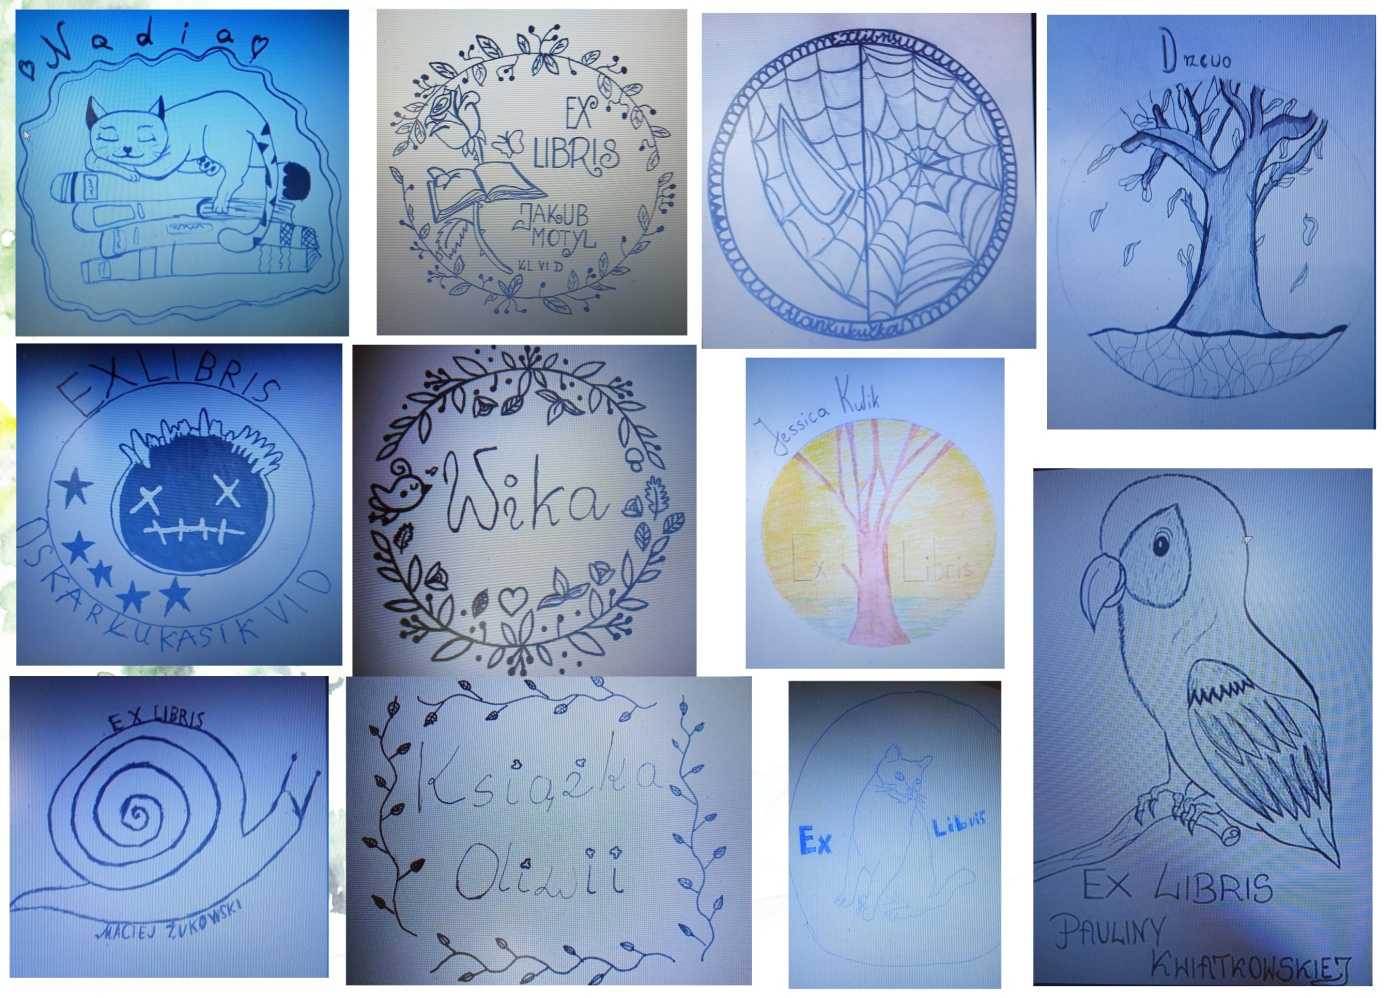 Nadia
EX
LIBRIS
JAKUB
MOTYL
KL VI D
Exlibris
Drzewo
EXLIBRIS
OSKAR ŁUKASIK VI D
Wika
Jessica Kulik
Ex Libris
EX LIBRIS
MACIEJ ŻUKOWSKI
Książka
Oliwii
Ex Libris
EX LIBRIS
PAULINY
KWIATKOWSKIEJ